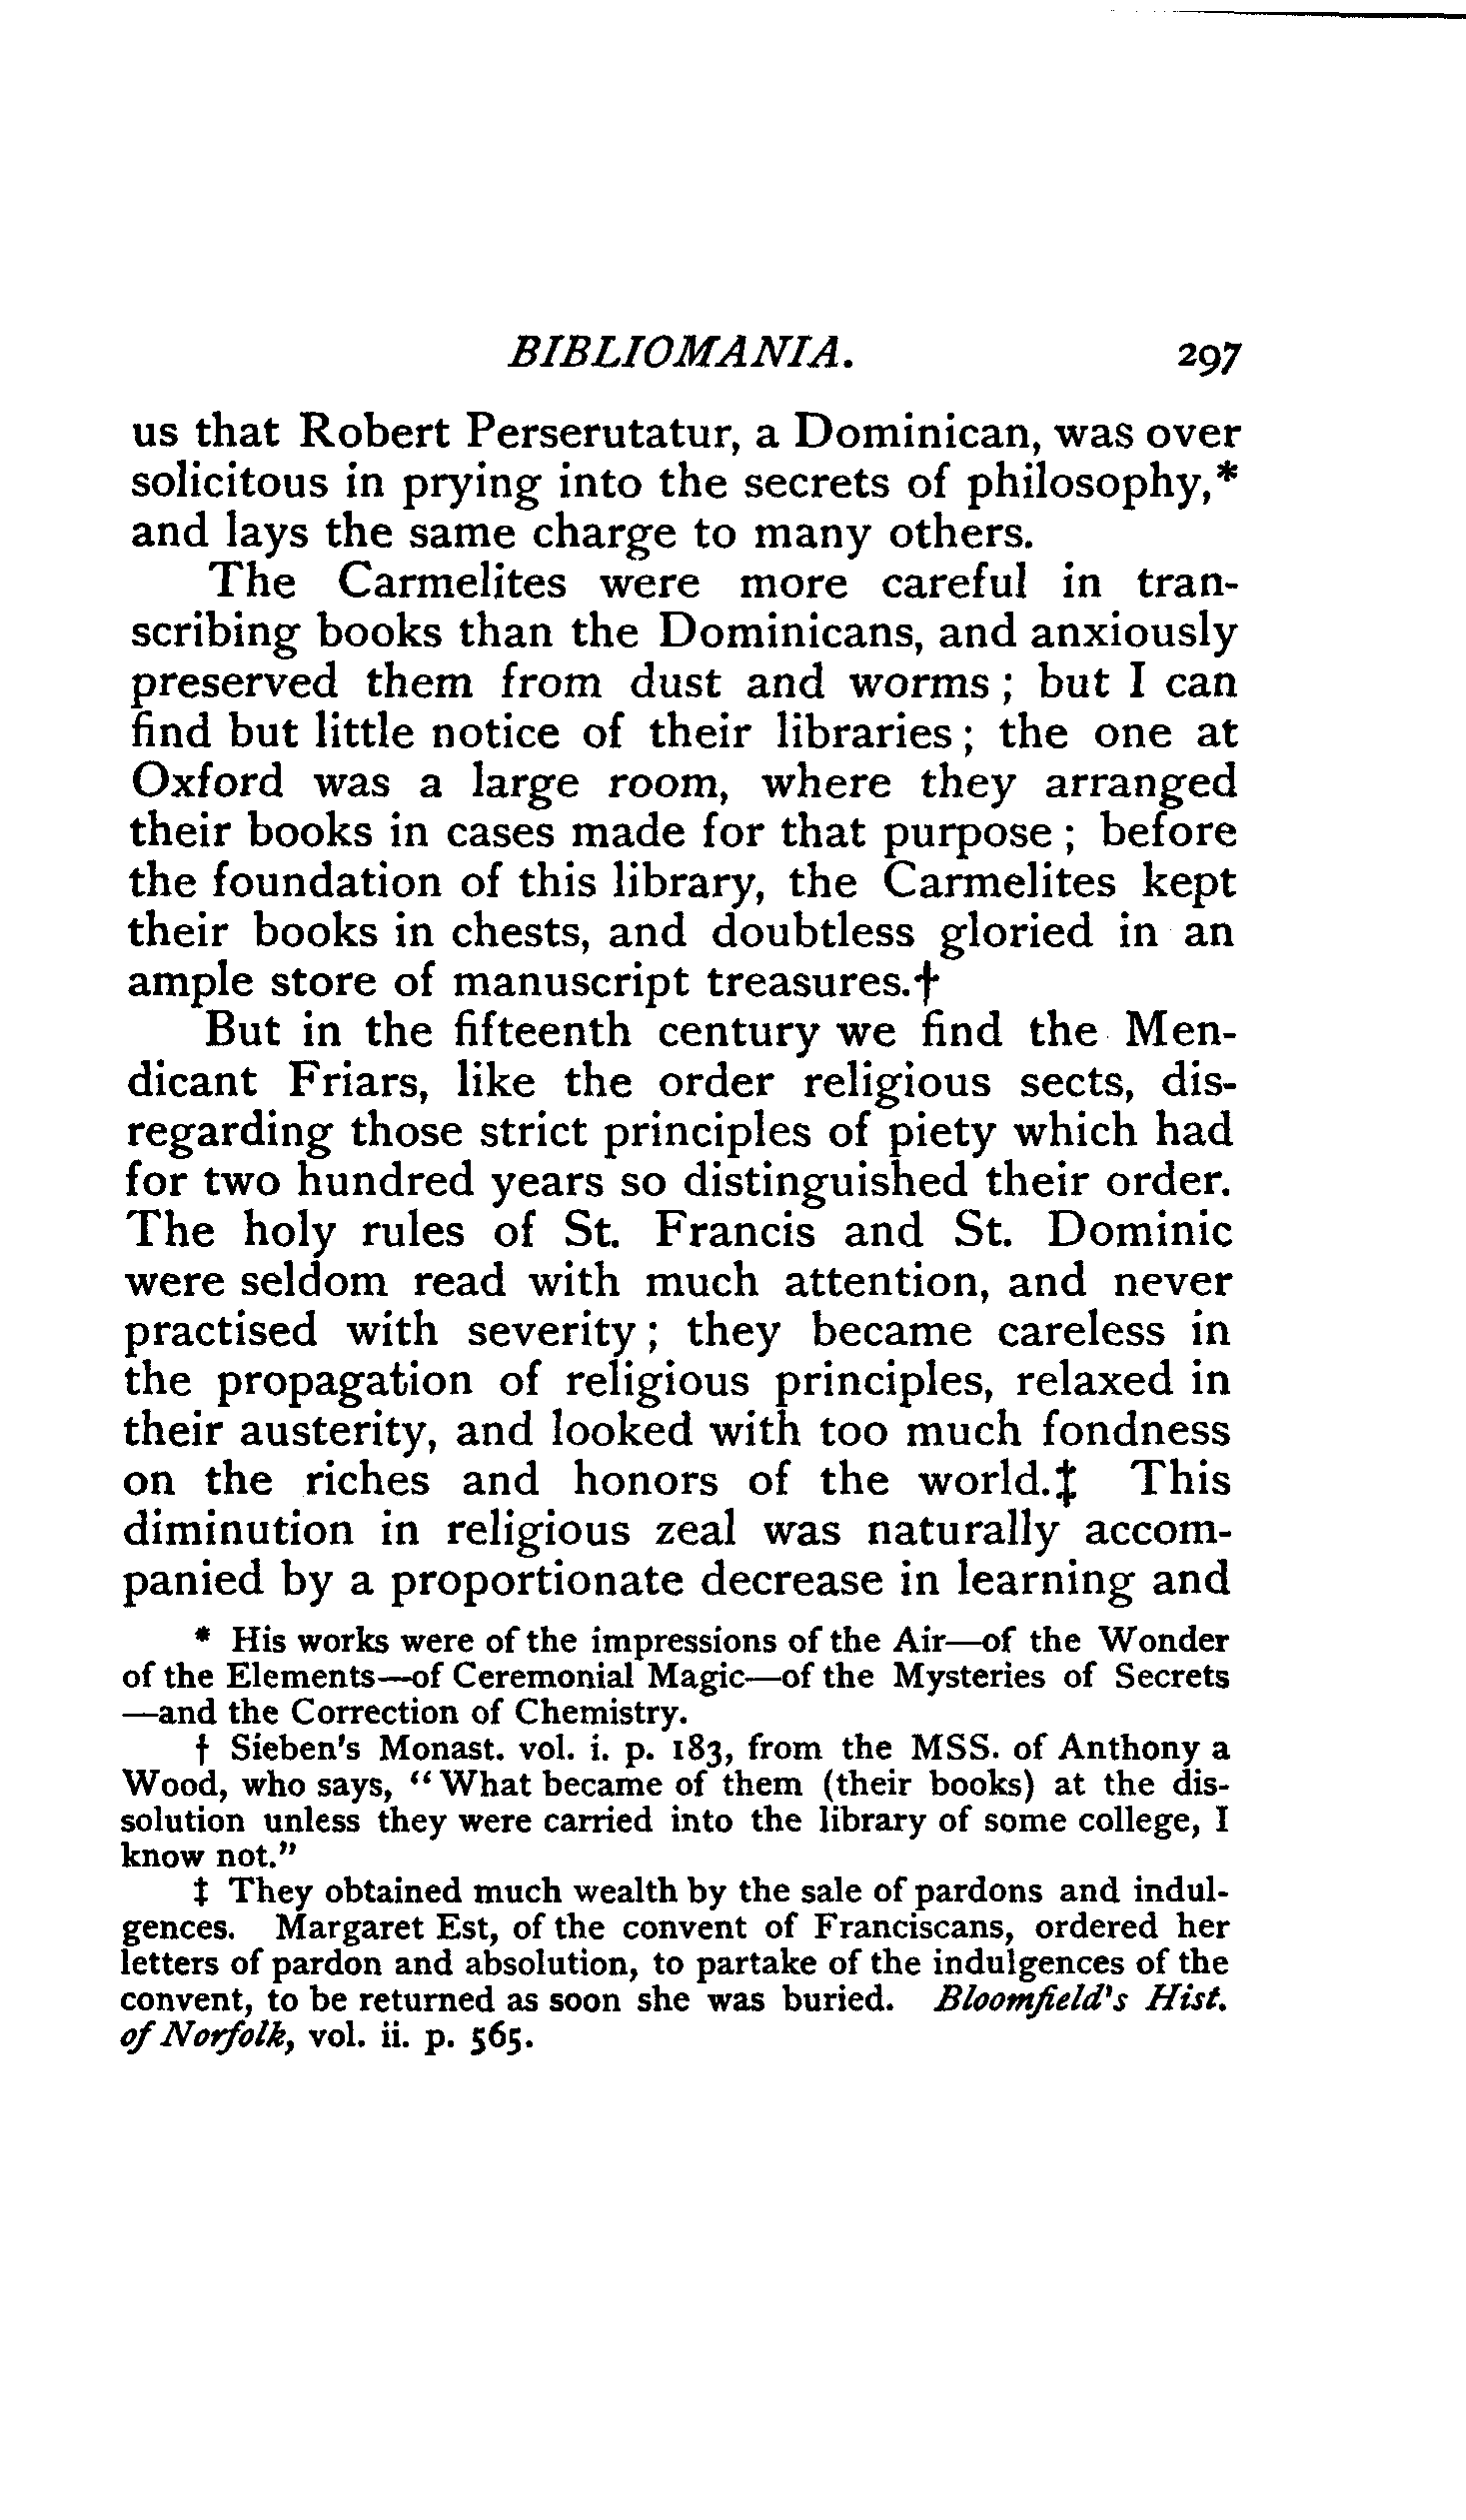 BIBLIOMANIA. 297
us that Robert Perserutatur, a Dominican, was over
solicitous in prying into the secrets of philosophy,*
and lays the same charge to many others.
The Carmelites were more careful in tran-
scribing books than the Dominicans, and anxiously
preserved them from dust and worms ; but I can
find but little notice of their libraries ; the one at
Oxford was a large room, where they arranged
their books in cases made for that purpose ; before
the foundation of this library, the Carmelites kept
their books in chests, and doubtless gloried in an
ample store of manuscript treasures.†
But in the fifteenth century we find the Men-
dicant Friars, like the order religious sects, dis-
regarding those strict principles of piety which had
for two hundred years so distinguished their order.
The holy rules of St. Francis and St. Dominic
were seldom read with much attention, and never
practised with severity ; they became careless in
the propagation of religious principles, relaxed in
their austerity, and looked with too much fondness
on the riches and honors of the world.‡ This
diminution in religious zeal was naturally accom-
panied by a proportionate decrease in learning and
* His works were of the impressions of the Air—of the Wonder
of the Elements—of Ceremonial Magic—of the Mysteries of Secrets
—and the Correction of Chemistry.
† Sieben's Monast. vol. i. p. 183, from the MSS. of Anthony a
Wood, who says, “What became of them (their books) at the dis-
solution unless they were carried into the library of some college, I
know not.”
‡ They obtained much wealth by the sale of pardons and indul-
gences. Margaret Est, of the convent of Franciscans, ordered her
letters of pardon and absolution, to partake of the indulgences of the
convent, to be returned as soon she was buried. Bloomfield's Hist.
of Norfolk, vol. ii. p. 565.